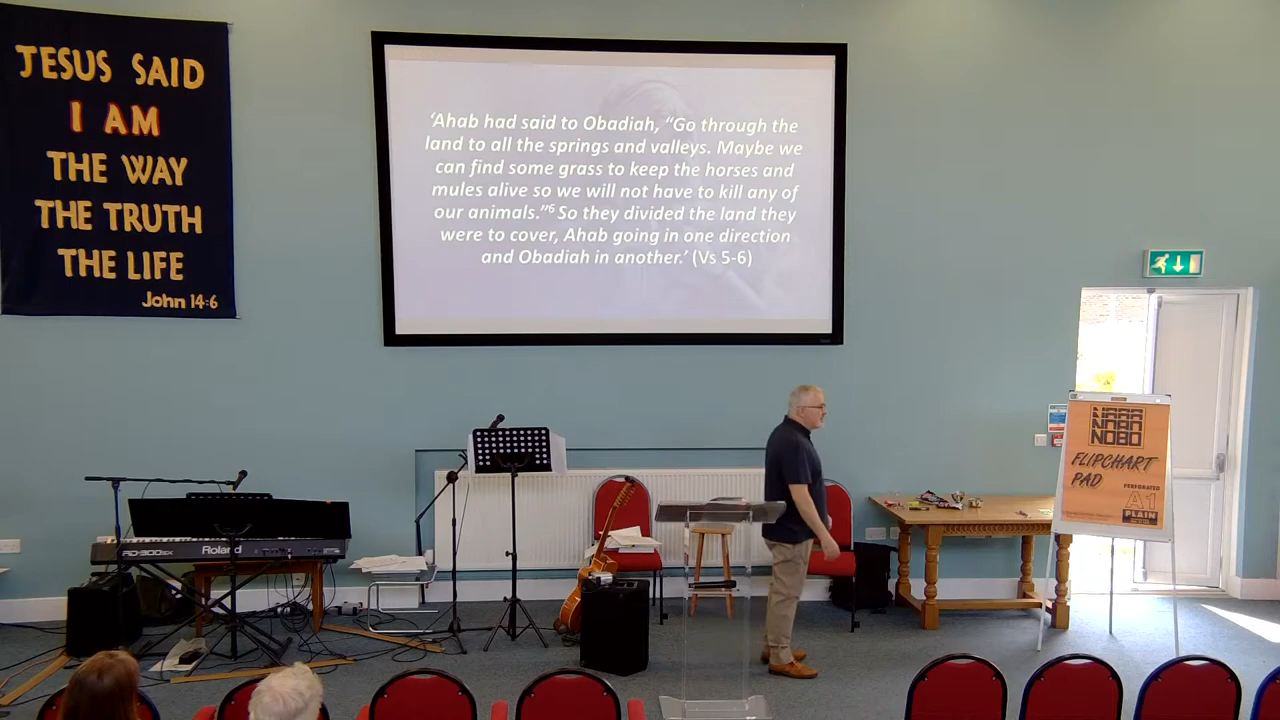 JESUS SAID
I AM
THE WAY
THE TRUTH
THE LIFE
John 14:6
‘Ahab had said to Obadiah, “Go through the
land to all the springs and valleys. Maybe we
can find some grass to keep the horses and
mules alive so we will not have to kill any of
our animals.”⁶ So they divided the land they
were to cover, Ahab going in one direction
and Obadiah in another.’ (Vs 5-6)
NOBO
NOBO
FLIPCHART
PAD
PERFORATED
A1
PLAIN
Roland